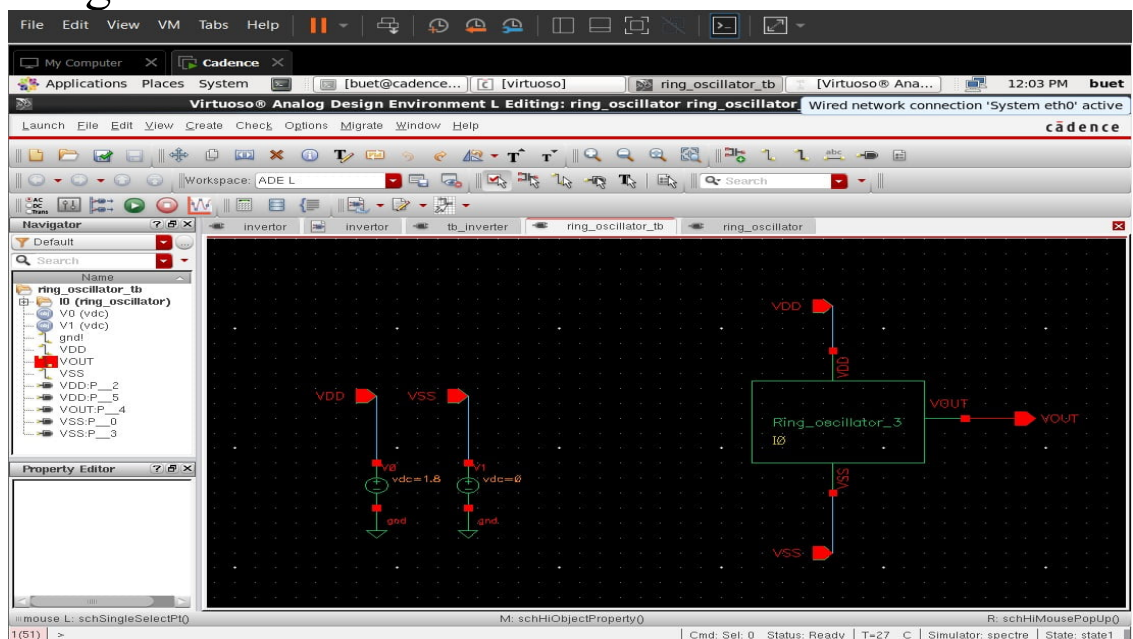 File Edit View VM Tabs Help
My Computer Cadence
Applications Places System [buet@cadence... [virtuoso] ring_oscillator_tb [Virtuoso® Ana... 12:03 PM buet
Virtuoso® Analog Design Environment L Editing: ring_oscillator ring_oscillator Wired network connection 'System eth0' active
Launch File Edit View Create Check Options Migrate Window Help cādence
Workspace: ADE L Search
Navigator invertor invertor tb_inverter ring_oscillator_tb ring_oscillator
Default
Search
Name
ring_oscillator_tb
I0 (ring_oscillator)
V0 (vdc)
V1 (vdc)
gnd!
VDD
VOUT
VSS
VDD:P__2
VDD:P__5
VOUT:P__4
VSS:P__0
VSS:P__3
Property Editor
VDD
VDD
VDD VSS
VOUT
VOUT
Ring_oscillator_3
I0
V0 V1
vdc=1.8 vdc=0
VSS
gnd gnd
VSS
mouse L: schSingleSelectPt() M: schHiObjectProperty() R: schHiMousePopUp()
1(51) > Cmd: Sel: 0 Status: Ready T=27 C Simulator: spectre State: state1